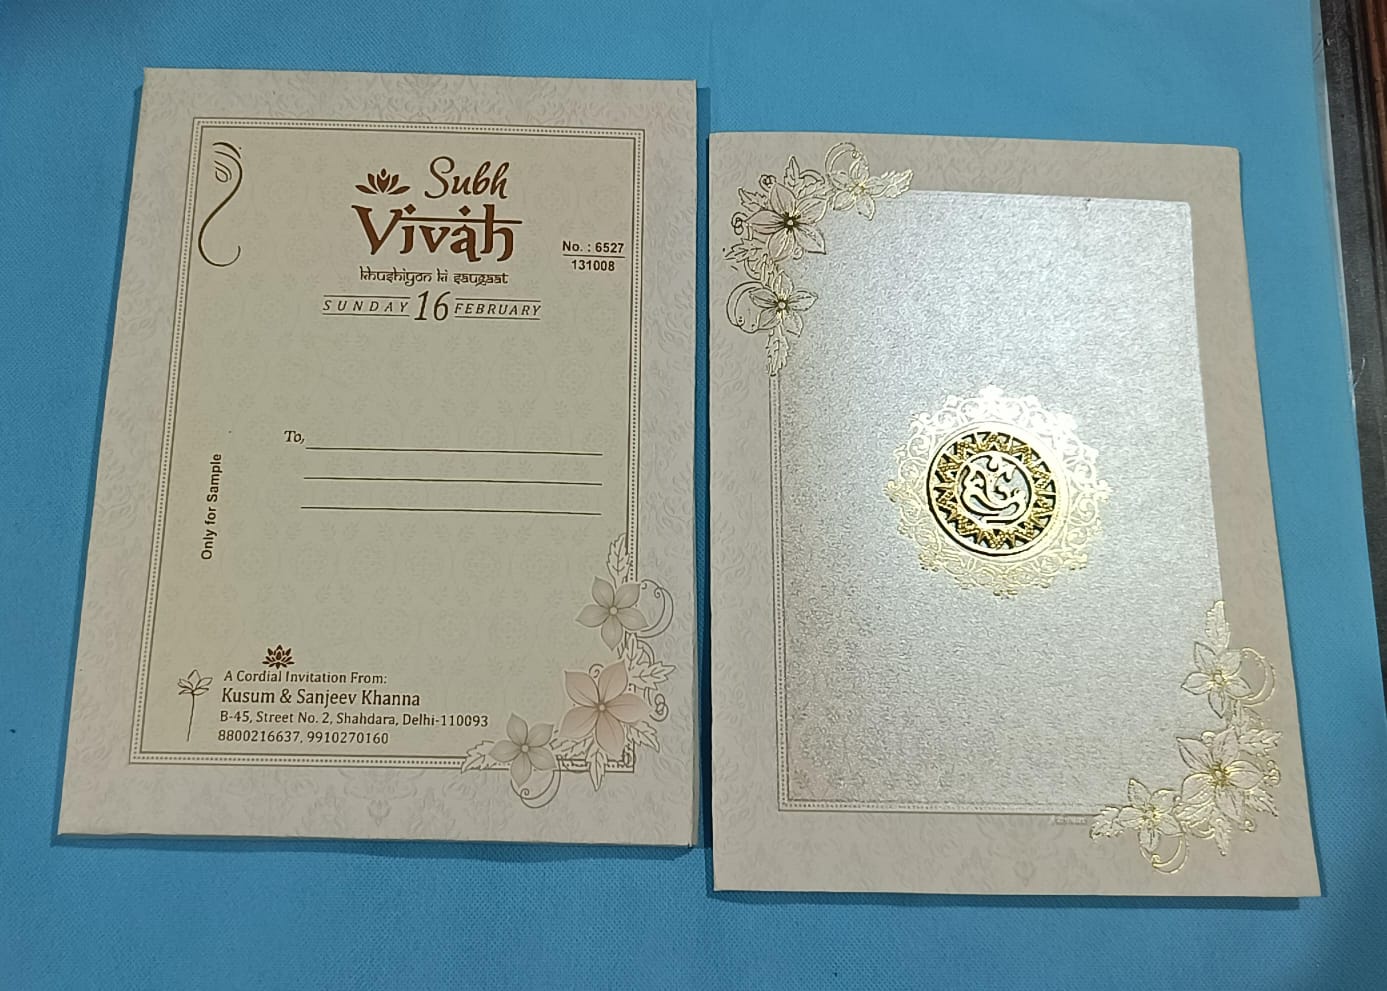 Subh
Vivah
khushiyon ki saugaat
SUNDAY 16 FEBRUARY
No. : 6527
131008
To,
Only for Sample
A Cordial Invitation From:
Kusum & Sanjeev Khanna
B-45, Street No. 2, Shahdara, Delhi-110093
8800216637, 9910270160